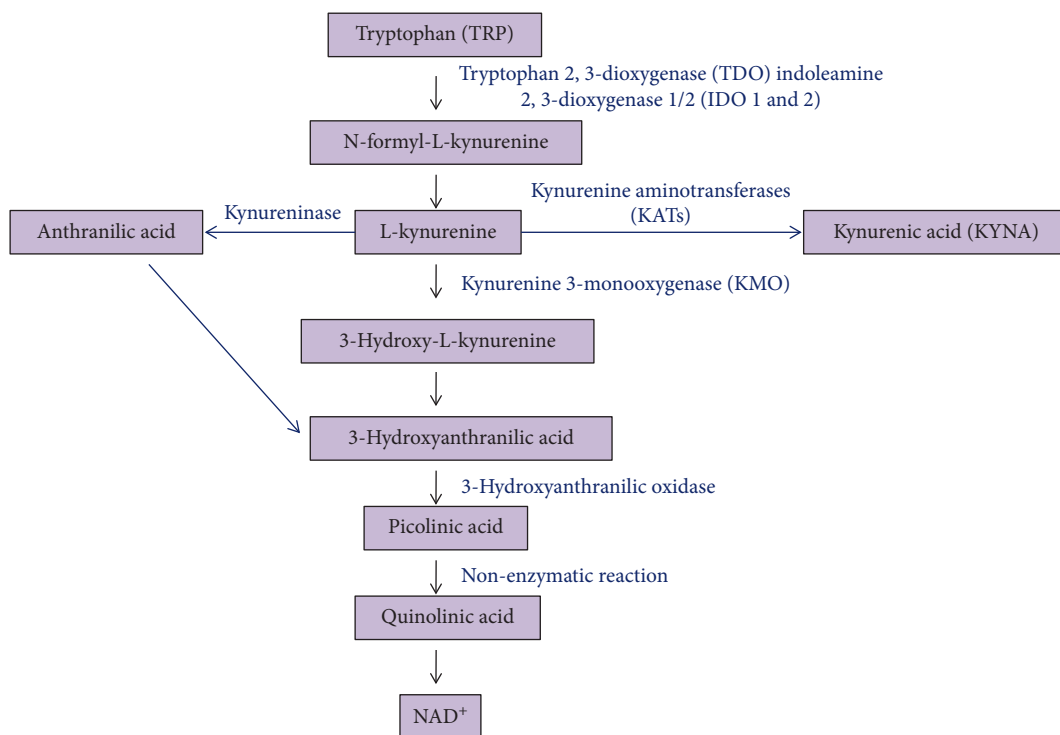 Tryptophan (TRP)
Tryptophan 2, 3-dioxygenase (TDO) indoleamine
2, 3-dioxygenase 1/2 (IDO 1 and 2)
N-formyl-L-kynurenine
Kynurenine aminotransferases
(KATs)
Kynureninase
Anthranilic acid
L-kynurenine
Kynurenic acid (KYNA)
Kynurenine 3-monooxygenase (KMO)
3-Hydroxy-L-kynurenine
3-Hydroxyanthranilic acid
3-Hydroxyanthranilic oxidase
Picolinic acid
Non-enzymatic reaction
Quinolinic acid
NAD⁺